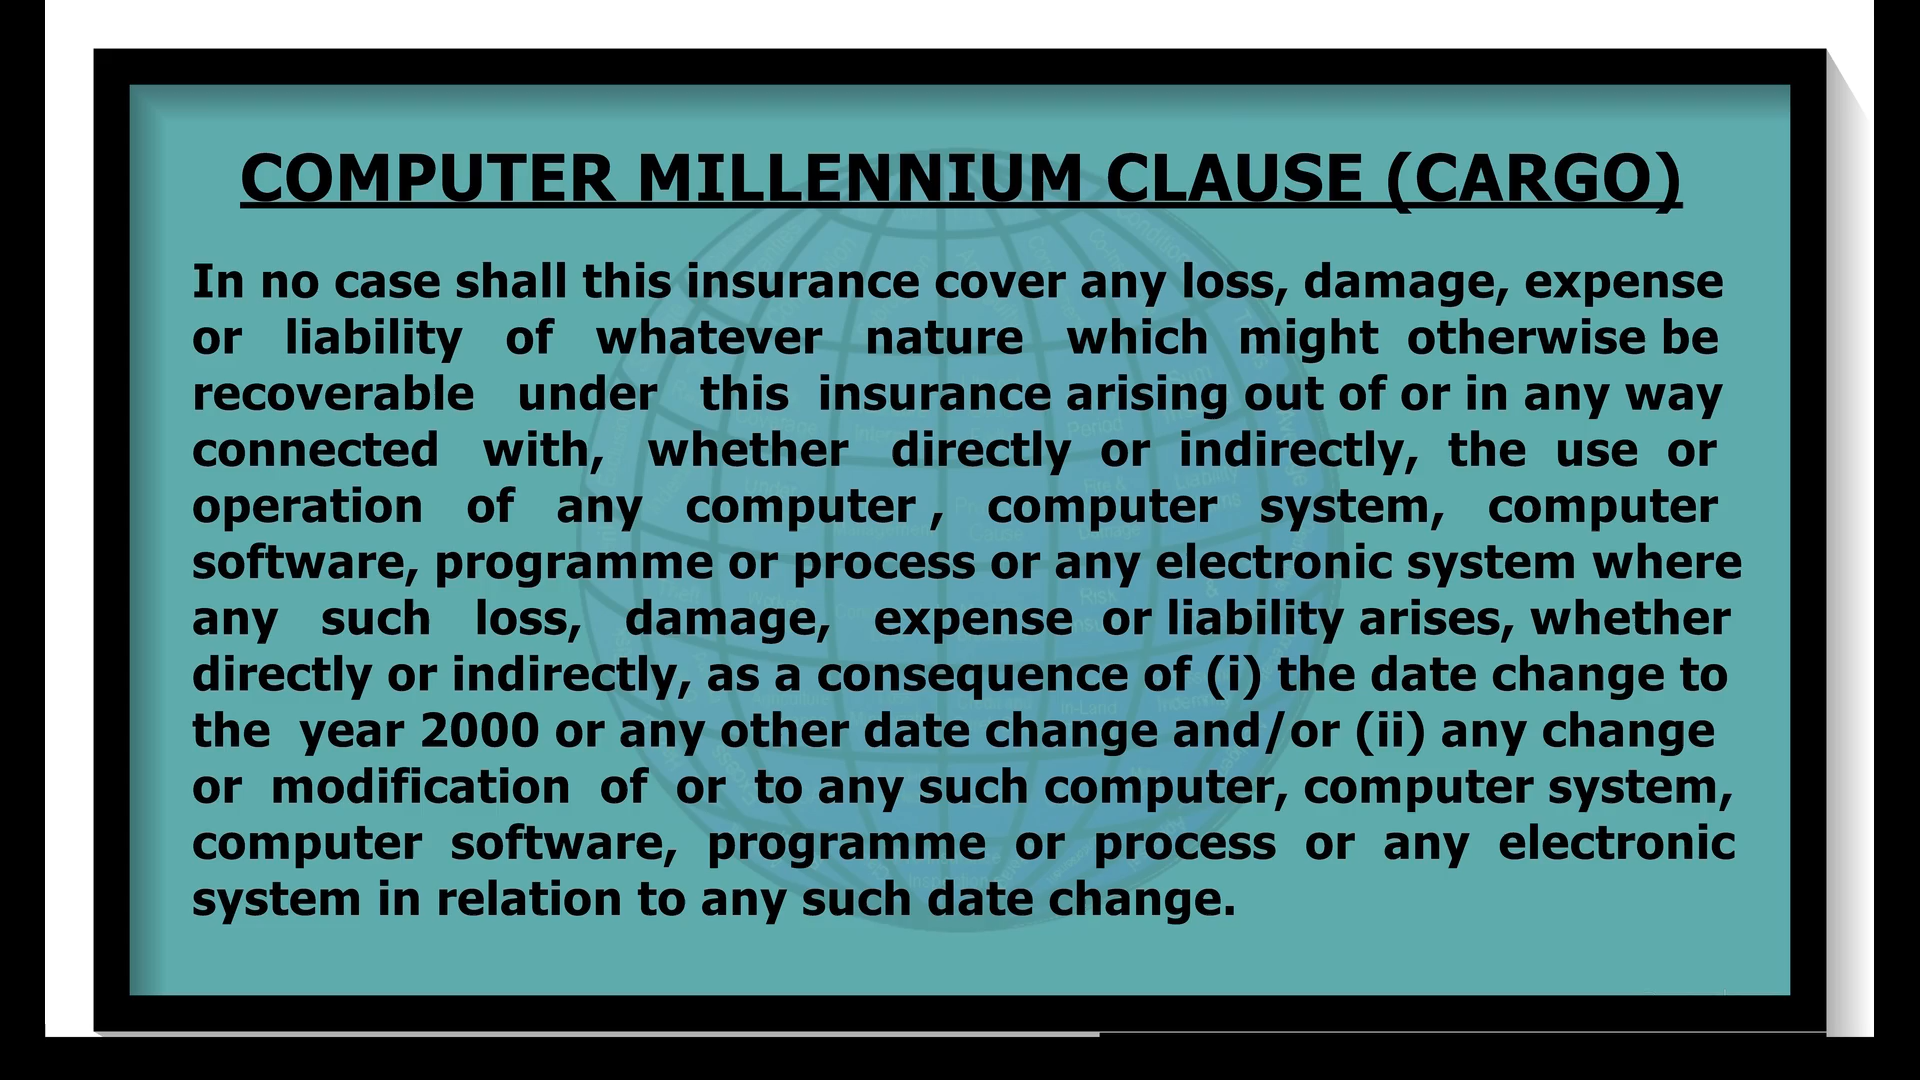 COMPUTER MILLENNIUM CLAUSE (CARGO)
In no case shall this insurance cover any loss, damage, expense
or liability of whatever nature which might otherwise be
recoverable under this insurance arising out of or in any way
connected with, whether directly or indirectly, the use or
operation of any computer , computer system, computer
software, programme or process or any electronic system where
any such loss, damage, expense or liability arises, whether
directly or indirectly, as a consequence of (i) the date change to
the year 2000 or any other date change and/or (ii) any change
or modification of or to any such computer, computer system,
computer software, programme or process or any electronic
system in relation to any such date change.